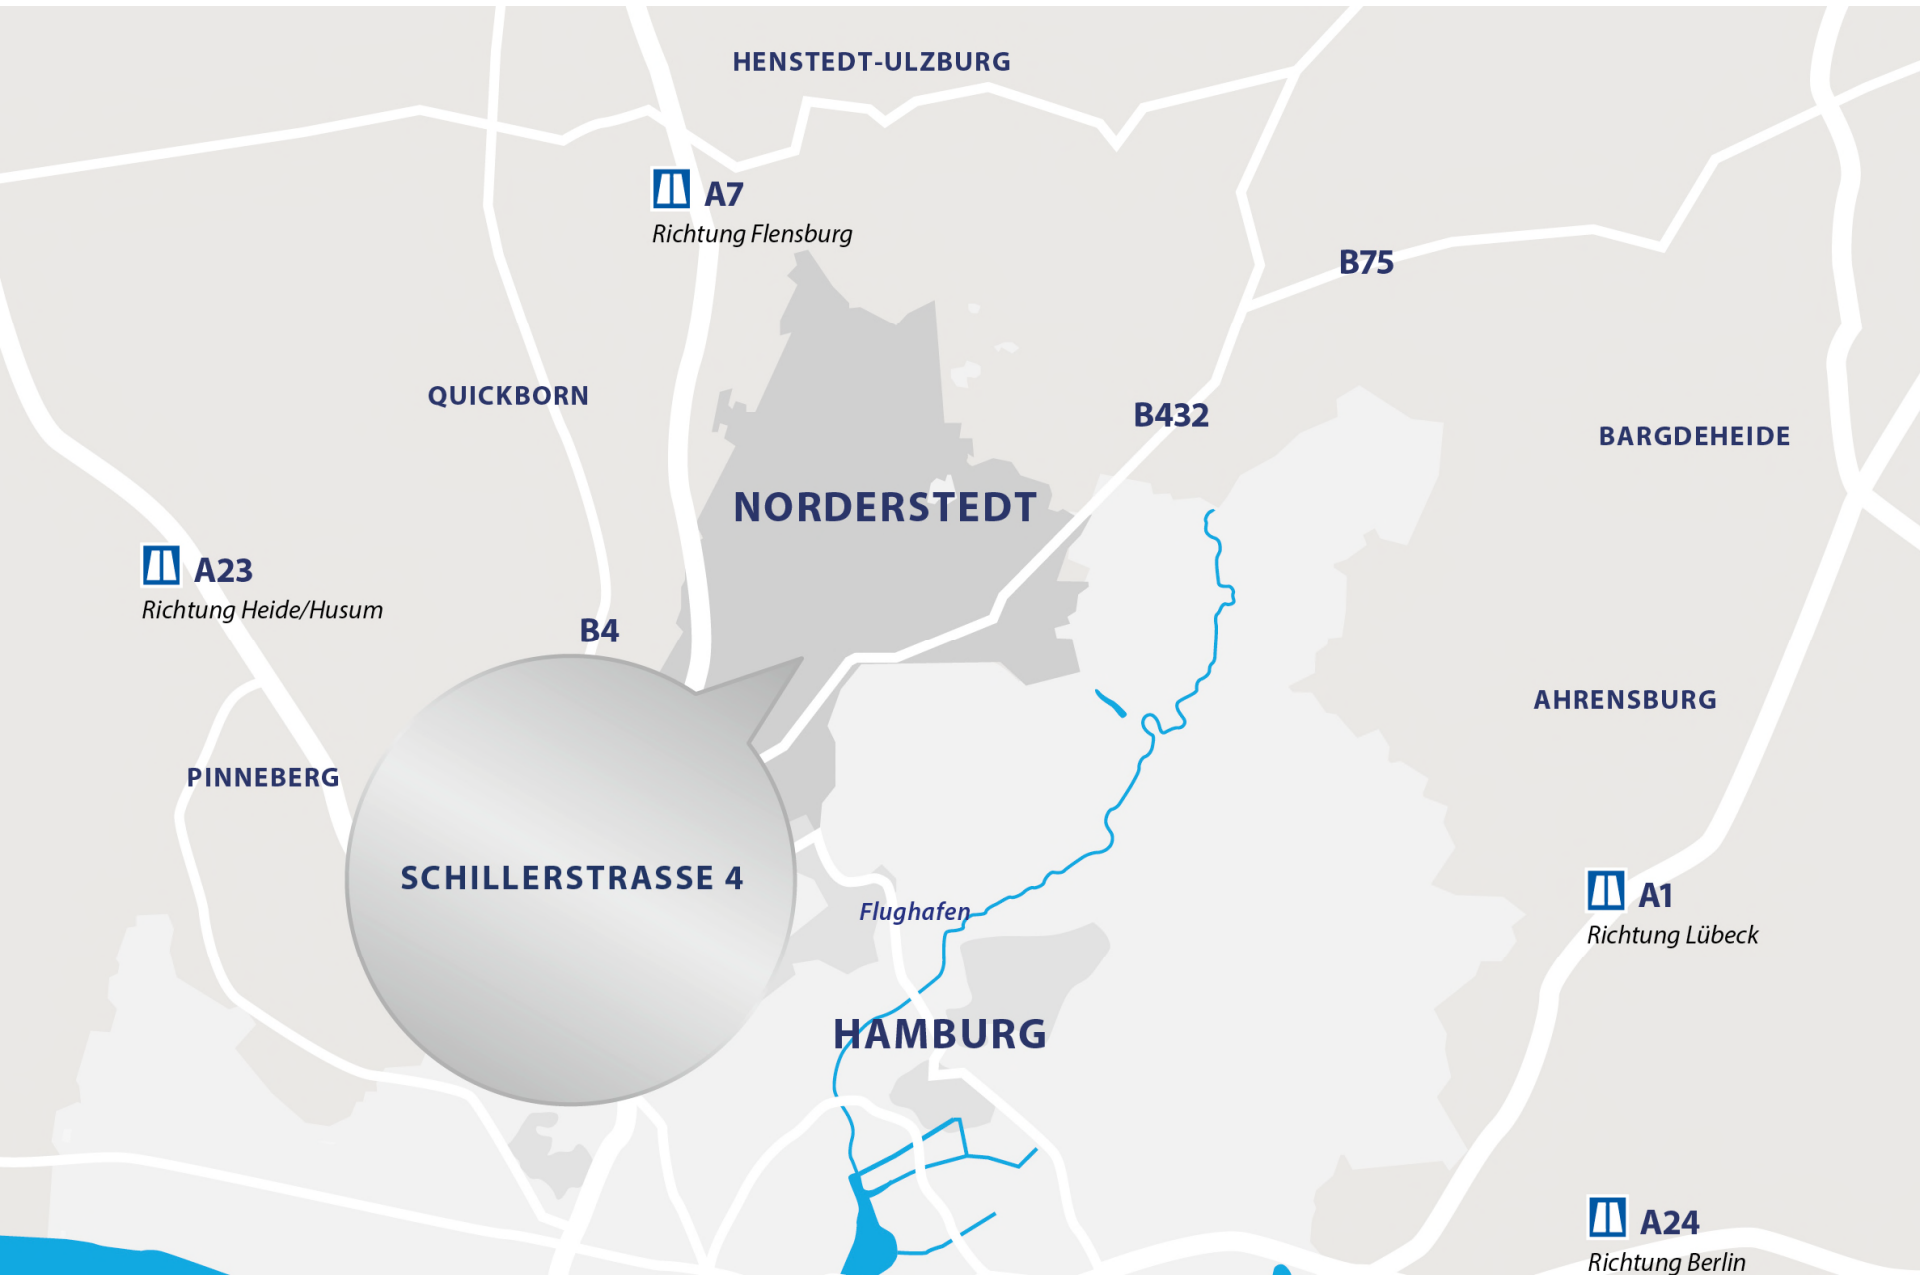 HENSTEDT-ULZBURG
A7
Richtung Flensburg
B75
QUICKBORN
B432
BARGDEHEIDE
NORDERSTEDT
A23
Richtung Heide/Husum
B4
AHRENSBURG
PINNEBERG
SCHILLERSTRASSE 4
A1
Richtung Lübeck
Flughafen
HAMBURG
A24
Richtung Berlin